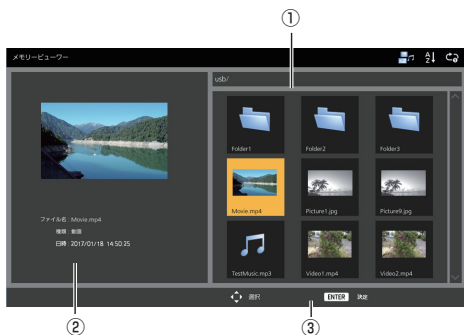 ①
メモリービューワー
usb/
Folder1 Folder2 Folder3
Movie.mp4 Picture1.jpg Picture9.jpg
ファイル名 : Movie.mp4
種類 : 動画
日時 : 2017/01/18 14:50:25
TestMusic.mp3 Video1.mp4 Video2.mp4
選択 ENTER 決定
② ③